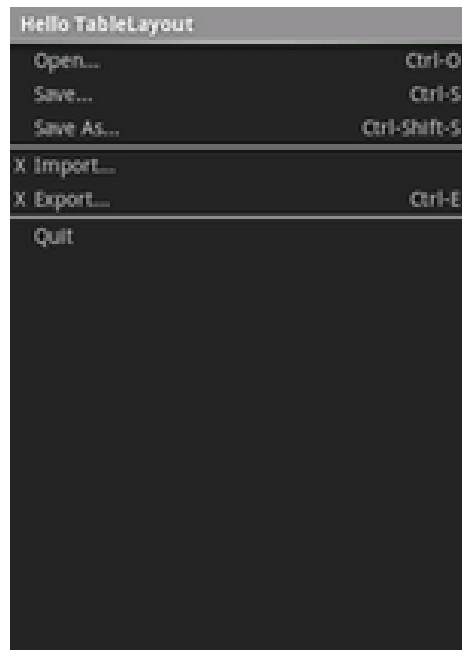 Hello TableLayout
Open... Ctrl-O
Save... Ctrl-S
Save As... Ctrl-Shift-S
X Import...
X Export... Ctrl-E
Quit